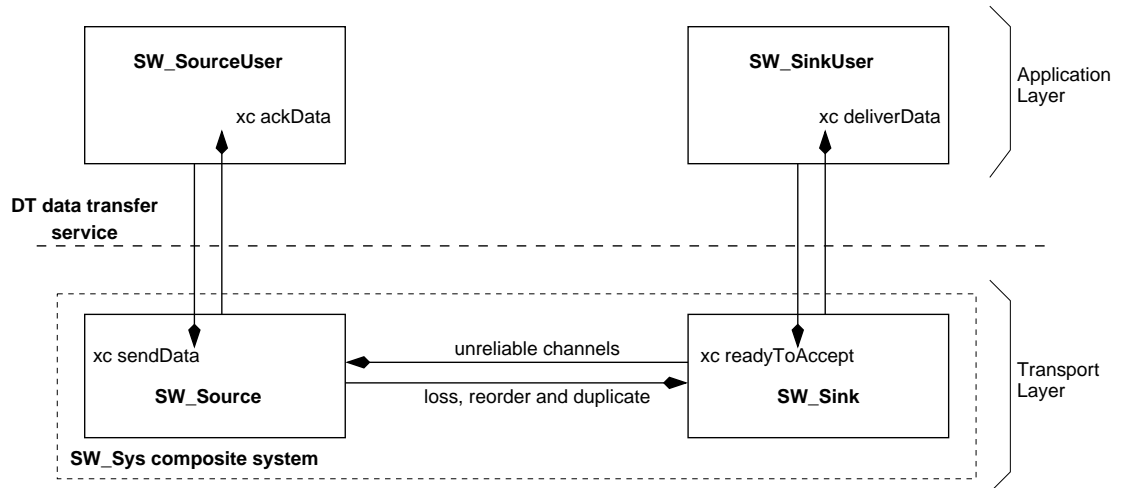 SW_SourceUser
SW_SinkUser
Application
Layer
xc ackData
xc deliverData
DT data transfer
service
xc sendData
unreliable channels
xc readyToAccept
Transport
Layer
SW_Source
loss, reorder and duplicate
SW_Sink
SW_Sys composite system